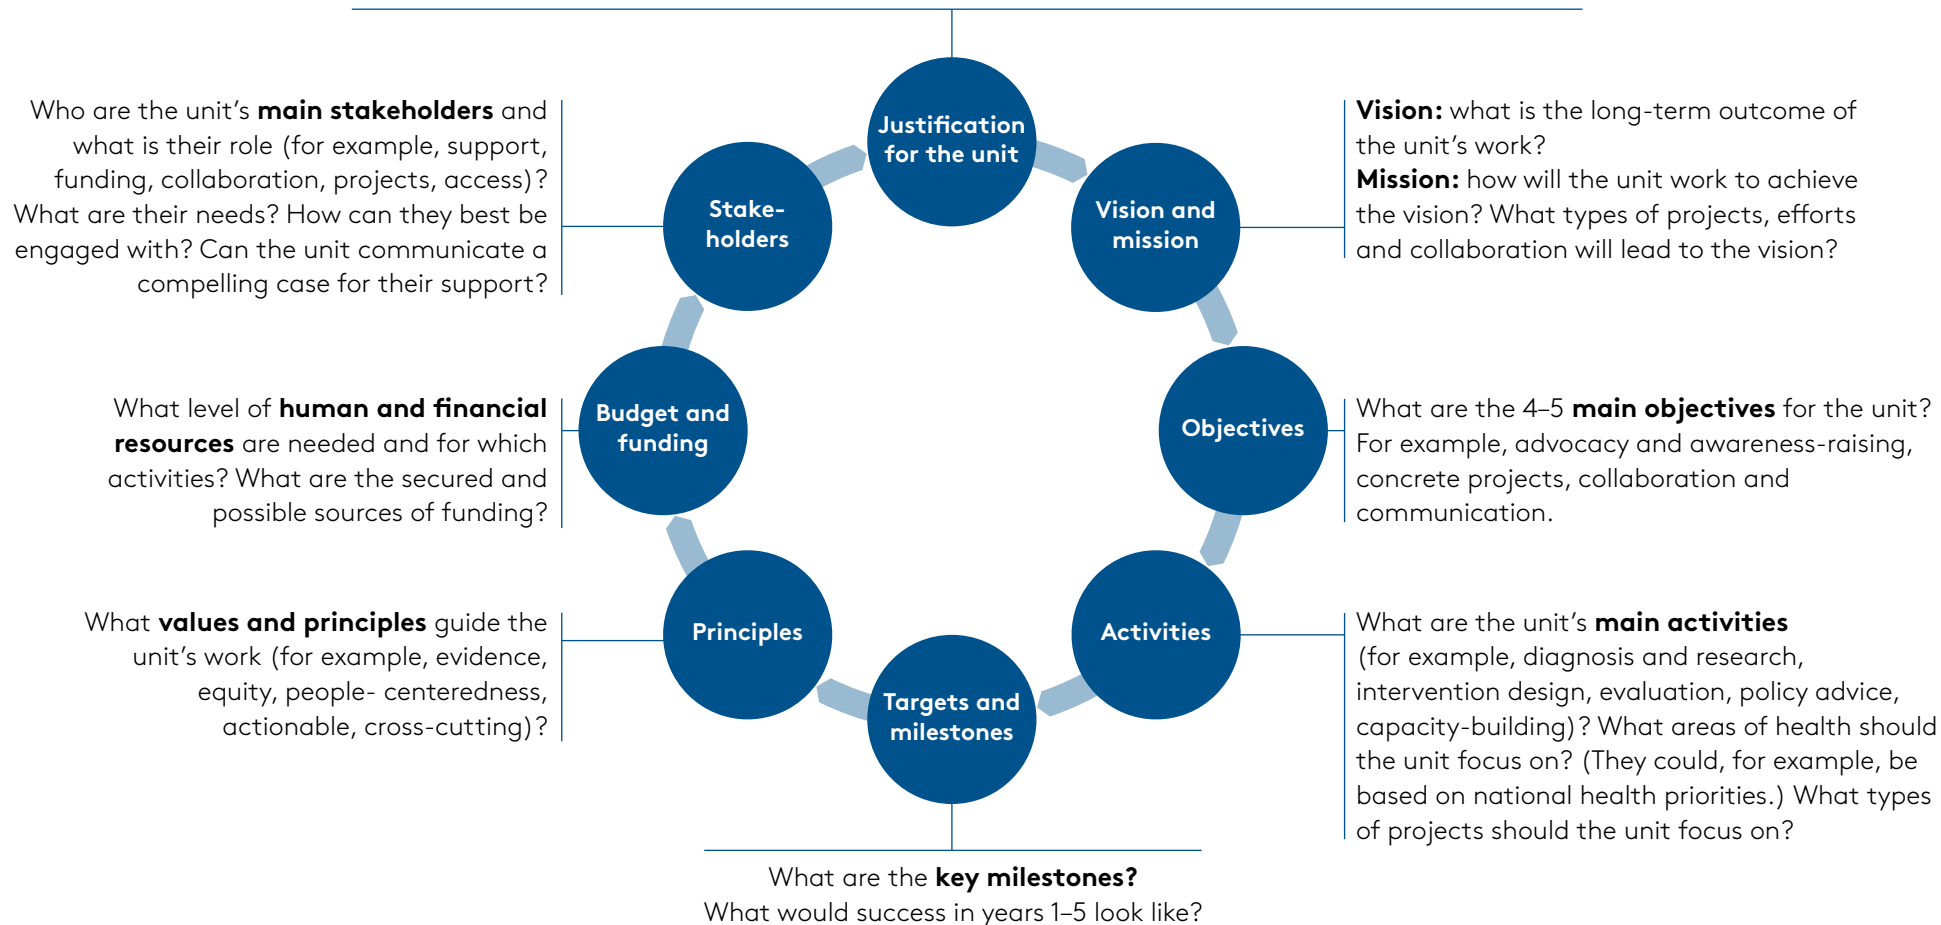 Justification
for the unit
Vision and
mission
Vision: what is the long-term outcome of
the unit’s work?
Mission: how will the unit work to achieve
the vision? What types of projects, efforts
and collaboration will lead to the vision?
Objectives
What are the 4–5 main objectives for the unit?
For example, advocacy and awareness-raising,
concrete projects, collaboration and
communication.
Activities
What are the unit’s main activities
(for example, diagnosis and research,
intervention design, evaluation, policy advice,
capacity-building)? What areas of health should
the unit focus on? (They could, for example, be
based on national health priorities.) What types
of projects should the unit focus on?
Targets and
milestones
What are the key milestones?
What would success in years 1–5 look like?
Principles
What values and principles guide the
unit’s work (for example, evidence,
equity, people- centeredness,
actionable, cross-cutting)?
Budget and
funding
What level of human and financial
resources are needed and for which
activities? What are the secured and
possible sources of funding?
Stake-
holders
Who are the unit’s main stakeholders and
what is their role (for example, support,
funding, collaboration, projects, access)?
What are their needs? How can they best be
engaged with? Can the unit communicate a
compelling case for their support?